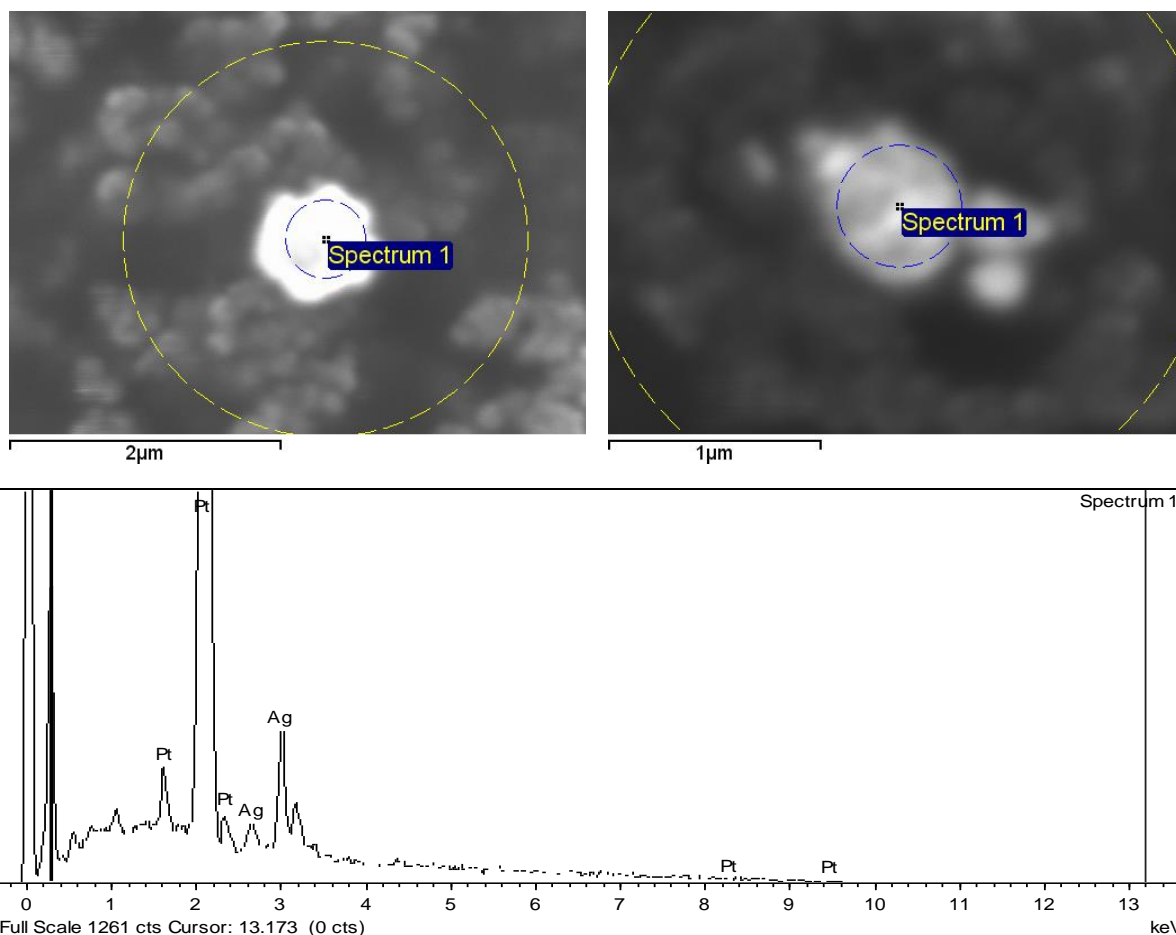 Spectrum 1
Spectrum 1
2µm
1µm
Spectrum 1
Pt
Ag
Pt
Pt
Ag
Pt
Pt
0 1 2 3 4 5 6 7 8 9 10 11 12 13
Full Scale 1261 cts Cursor: 13.173 (0 cts)
keV